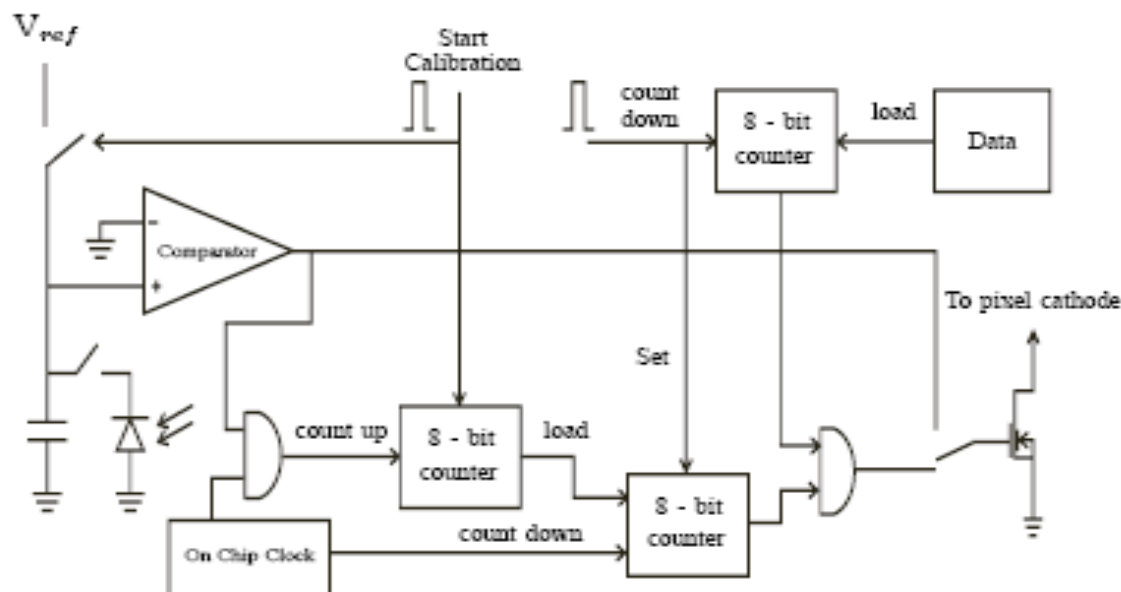 V_ref
Start
Calibration
count
down
8 - bit
counter
load
Data
-
Comparator
+
To pixel cathode
Set
count up
8 - bit
counter
load
8 - bit
counter
On Chip Clock
count down